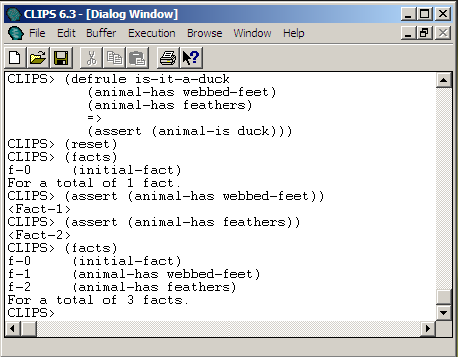 CLIPS 6.3 - [Dialog Window]
File Edit Buffer Execution Browse Window Help
CLIPS> (defrule is-it-a-duck
(animal-has webbed-feet)
(animal-has feathers)
=>
(assert (animal-is duck)))
CLIPS> (reset)
CLIPS> (facts)
f-0 (initial-fact)
For a total of 1 fact.
CLIPS> (assert (animal-has webbed-feet))
<Fact-1>
CLIPS> (assert (animal-has feathers))
<Fact-2>
CLIPS> (facts)
f-0 (initial-fact)
f-1 (animal-has webbed-feet)
f-2 (animal-has feathers)
For a total of 3 facts.
CLIPS>